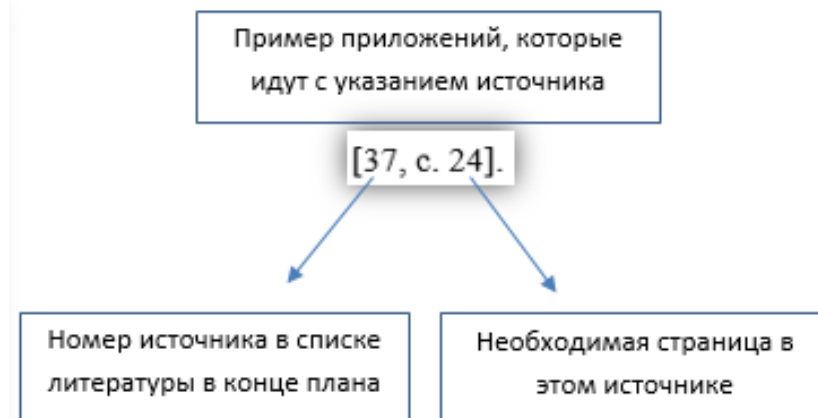 Пример приложений, которые
идут с указанием источника
[37, с. 24].
Номер источника в списке
литературы в конце плана
Необходимая страница в
этом источнике